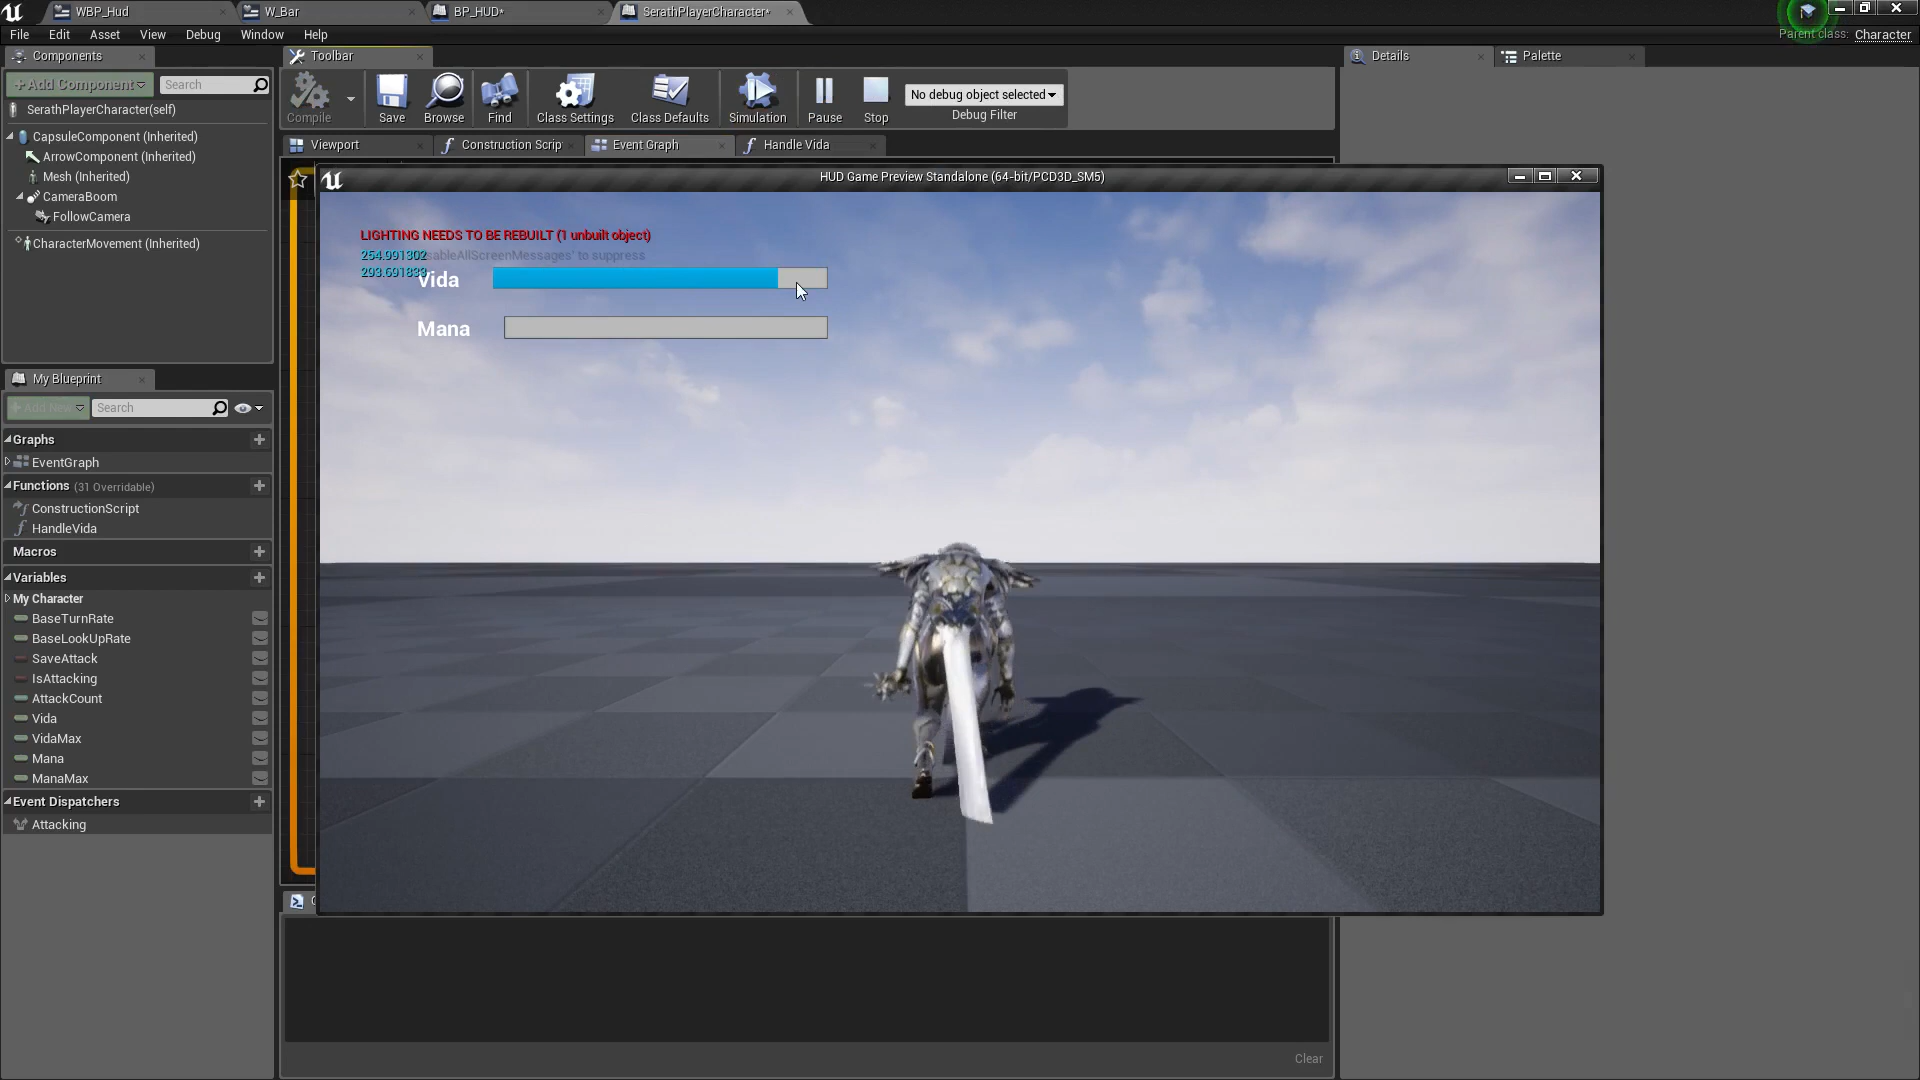 WBP_Hud
W_Bar
BP_HUD*
SerathPlayerCharacter*
File
Edit
Asset
View
Debug
Window
Help
Parent class:
Character
Components
Toolbar
Details
Palette
+Add Component
Search
SerathPlayerCharacter(self)
CapsuleComponent (Inherited)
ArrowComponent (Inherited)
Mesh (Inherited)
CameraBoom
FollowCamera
CharacterMovement (Inherited)
Compile
Save
Browse
Find
Class Settings
Class Defaults
Simulation
Pause
Stop
No debug object selected
Debug Filter
Viewport
Construction Scrip
Event Graph
Handle Vida
HUD Game Preview Standalone (64-bit/PCD3D_SM5)
LIGHTING NEEDS TO BE REBUILT (1 unbuilt object)
254.991302
sableAllScreenMessages' to suppress
Vida
Mana
My Blueprint
+ Add New
Search
Graphs
EventGraph
Functions (31 Overridable)
ConstructionScript
HandleVida
Macros
Variables
My Character
BaseTurnRate
BaseLookUpRate
SaveAttack
IsAttacking
AttackCount
Vida
VidaMax
Mana
ManaMax
Event Dispatchers
Attacking
Clear